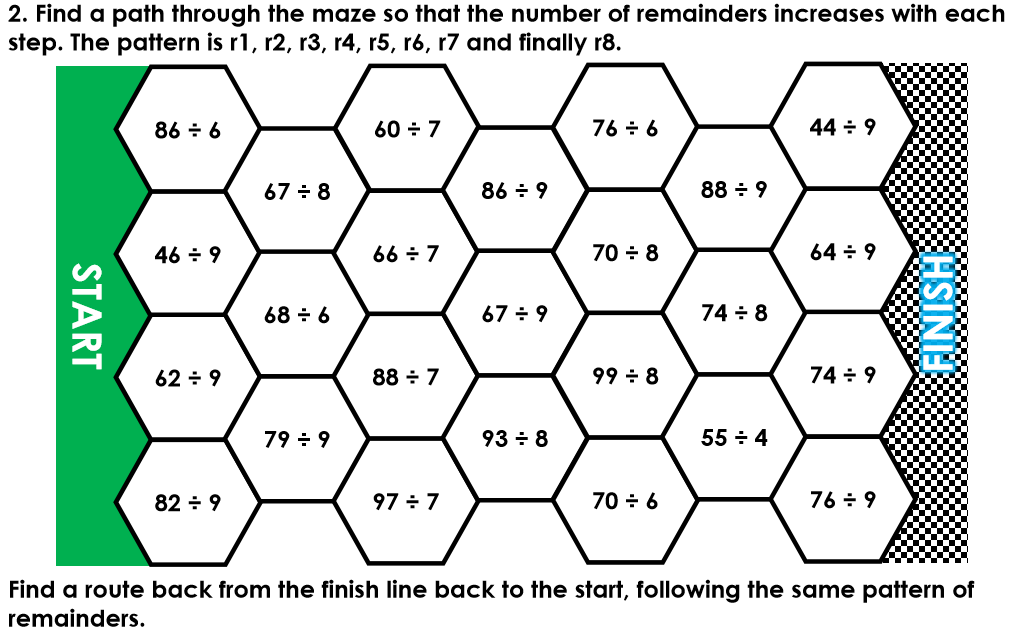 2. Find a path through the maze so that the number of remainders increases with each
step. The pattern is r1, r2, r3, r4, r5, r6, r7 and finally r8.
START
86 ÷ 6
60 ÷ 7
76 ÷ 6
44 ÷ 9
67 ÷ 8
86 ÷ 9
88 ÷ 9
46 ÷ 9
66 ÷ 7
70 ÷ 8
64 ÷ 9
68 ÷ 6
67 ÷ 9
74 ÷ 8
62 ÷ 9
88 ÷ 7
99 ÷ 8
74 ÷ 9
79 ÷ 9
93 ÷ 8
55 ÷ 4
82 ÷ 9
97 ÷ 7
70 ÷ 6
76 ÷ 9
FINISH
Find a route back from the finish line back to the start, following the same pattern of
remainders.